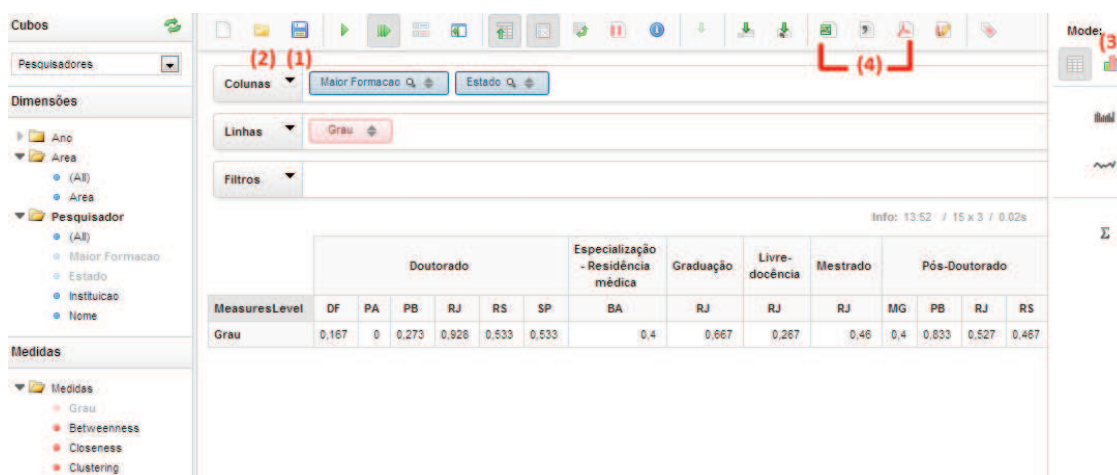 Cubos
Pesquisadores
Dimensões
Ano
Area
(All)
Area
Pesquisador
(All)
Maior Formacao
Estado
Instituicao
Nome
Medidas
Medidas
Grau
Betweenness
Closeness
Clustering
(2) (1)
(4)
Mode:
(3
Colunas Maior Formacao Estado
Linhas Grau
Filtros
Info: 13:52 / 15 x 3 / 0.02s
Doutorado Especialização - Residência médica Graduação Livre-docência Mestrado Pós-Doutorado
MeasuresLevel DF PA PB RJ RS SP BA RJ RJ RJ MG PB RJ RS
Grau 0,167 0 0,273 0,928 0,533 0,533 0,4 0,667 0,267 0,46 0,4 0,833 0,527 0,467
Σ